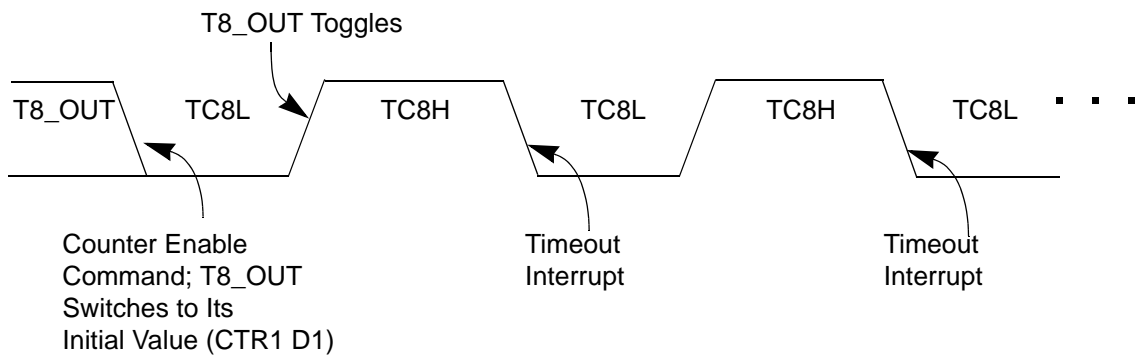 T8_OUT Toggles
T8_OUT
TC8L
TC8H
TC8L
TC8H
TC8L
. . .
Counter Enable
Command; T8_OUT
Switches to Its
Initial Value (CTR1 D1)
Timeout
Interrupt
Timeout
Interrupt